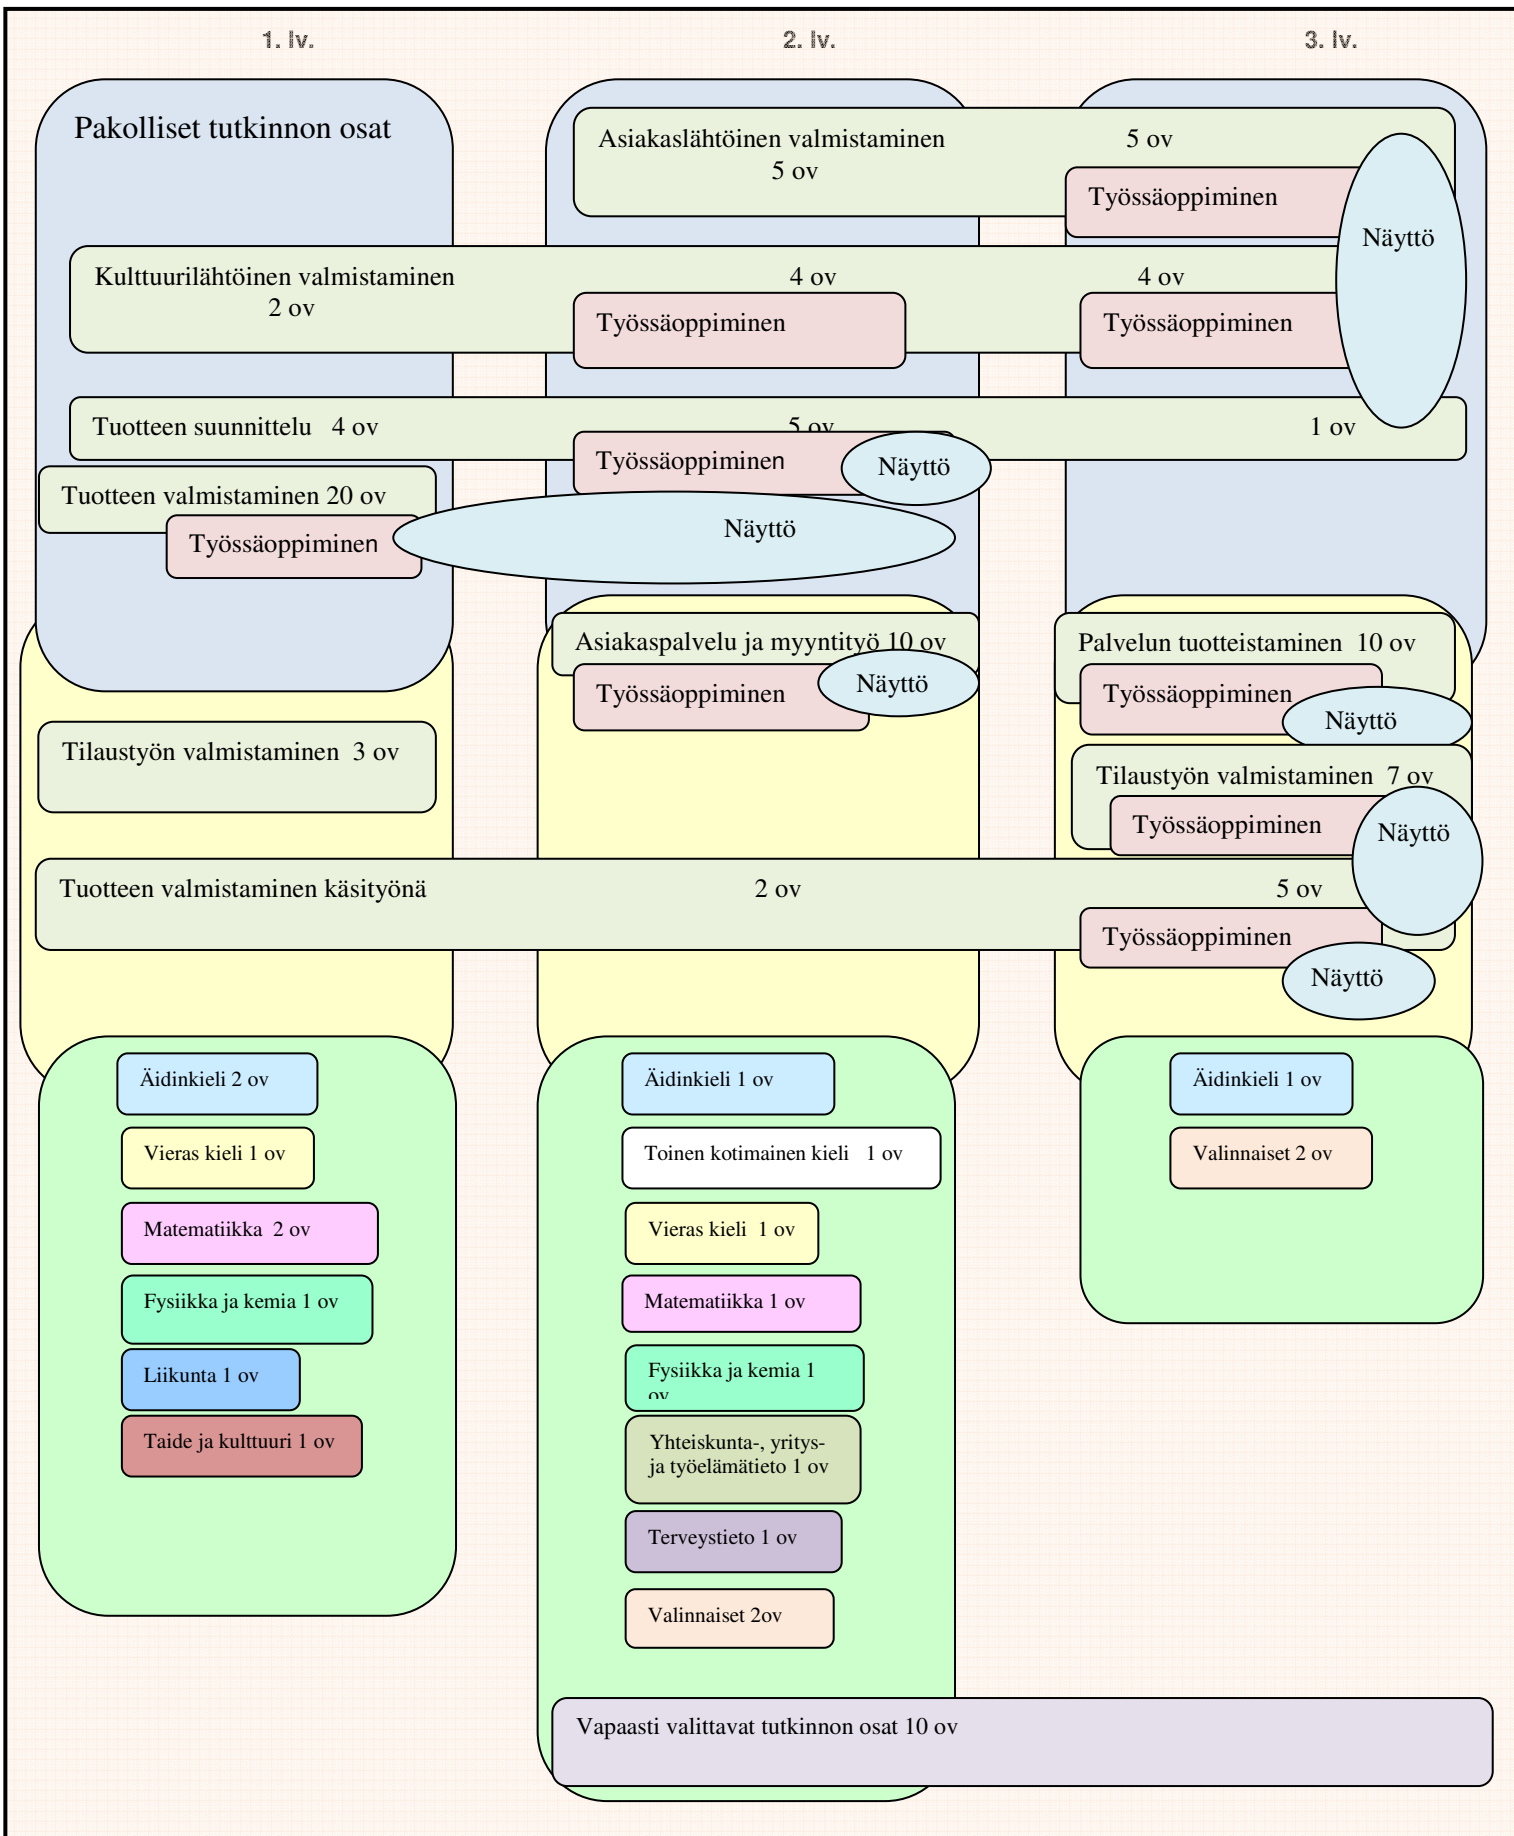 1. lv.
2. lv.
3. lv.
Pakolliset tutkinnon osat
Asiakaslähtöinen valmistaminen 5 ov
5 ov
Työssäoppiminen
Näyttö
Kulttuurilähtöinen valmistaminen 4 ov 4 ov
2 ov
Työssäoppiminen
Työssäoppiminen
Tuotteen suunnittelu 4 ov 5 ov 1 ov
Työssäoppiminen
Näyttö
Tuotteen valmistaminen 20 ov
Työssäoppiminen
Näyttö
Asiakaspalvelu ja myyntityö 10 ov
Työssäoppiminen
Näyttö
Palvelun tuotteistaminen 10 ov
Työssäoppiminen
Näyttö
Tilaustyön valmistaminen 3 ov
Tilaustyön valmistaminen 7 ov
Työssäoppiminen
Näyttö
Tuotteen valmistaminen käsityönä 2 ov 5 ov
Työssäoppiminen
Näyttö
Äidinkieli 2 ov
Vieras kieli 1 ov
Matematiikka 2 ov
Fysiikka ja kemia 1 ov
Liikunta 1 ov
Taide ja kulttuuri 1 ov
Äidinkieli 1 ov
Toinen kotimainen kieli 1 ov
Vieras kieli 1 ov
Matematiikka 1 ov
Fysiikka ja kemia 1
ov
Yhteiskunta-, yritys-
ja työelämätieto 1 ov
Terveystieto 1 ov
Valinnaiset 2ov
Äidinkieli 1 ov
Valinnaiset 2 ov
Vapaasti valittavat tutkinnon osat 10 ov